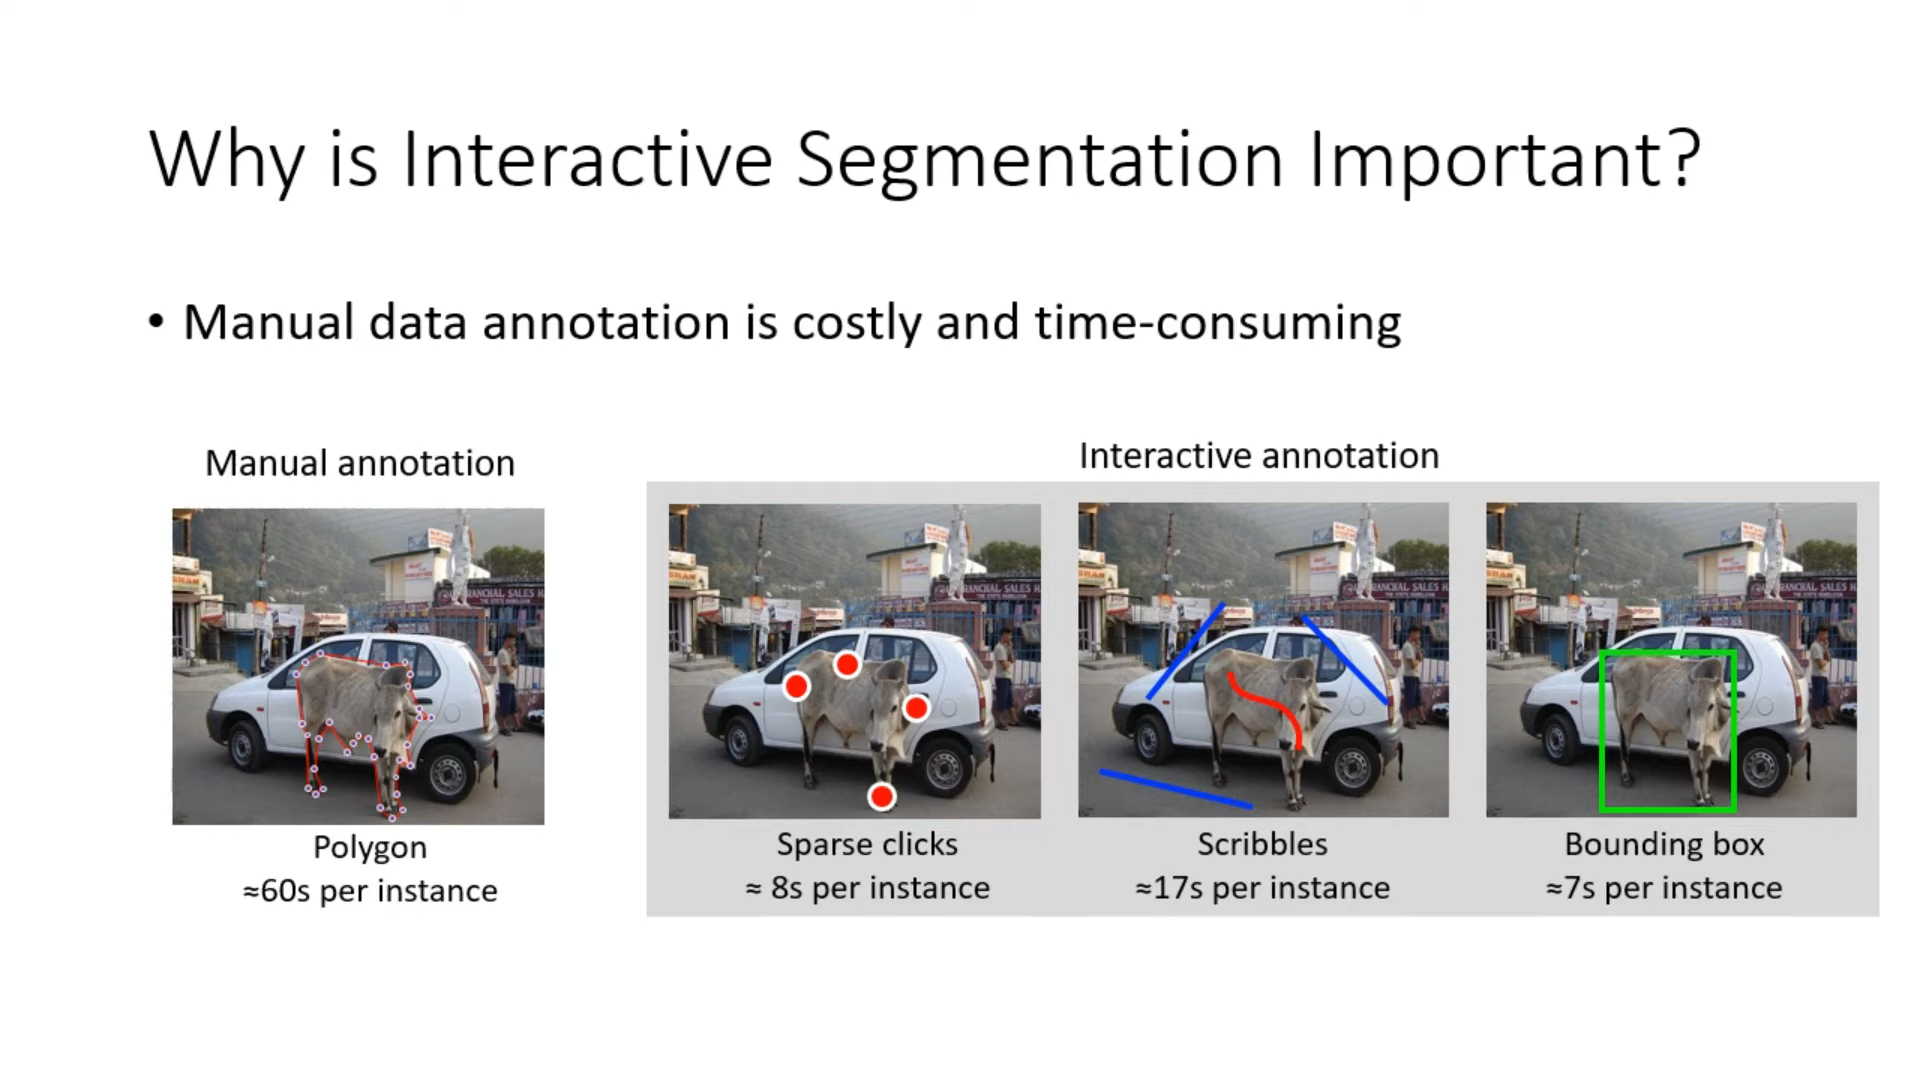 Why is Interactive Segmentation Important?
• Manual data annotation is costly and time-consuming
Manual annotation
Interactive annotation
Polygon
≈60s per instance
Sparse clicks
≈ 8s per instance
Scribbles
≈17s per instance
Bounding box
≈7s per instance